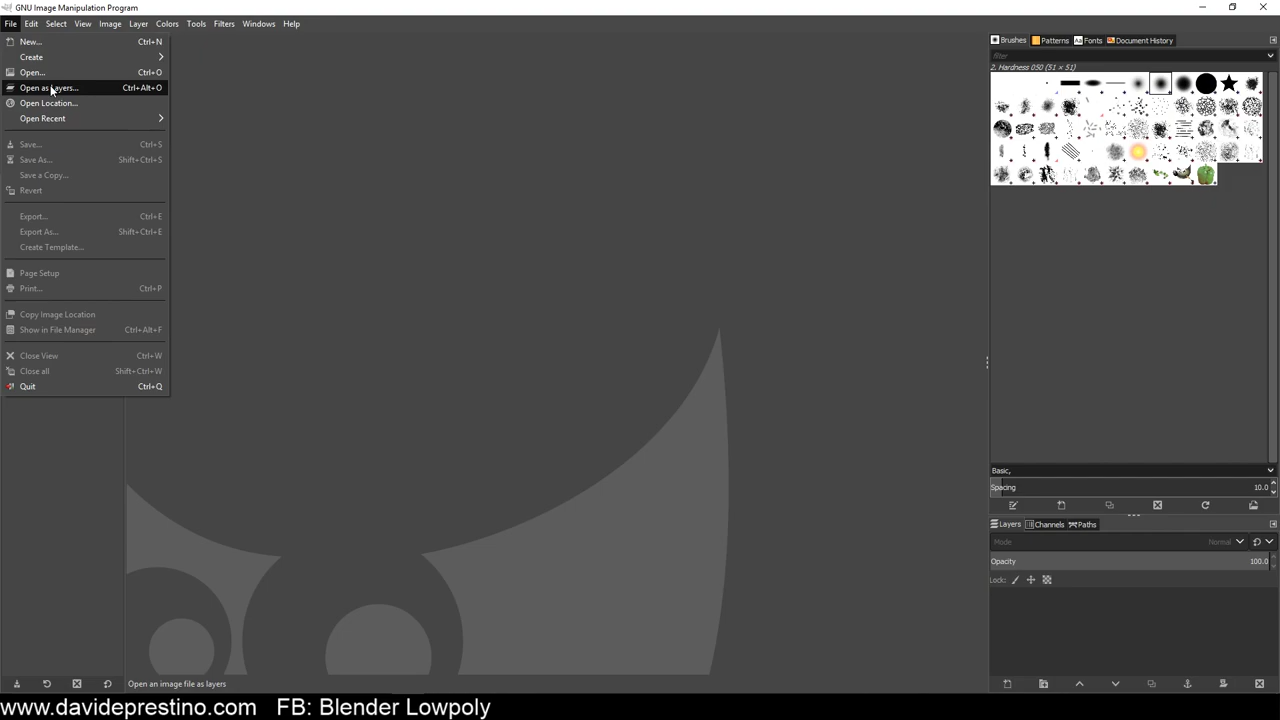 GNU Image Manipulation Program
File Edit Select View Image Layer Colors Tools Filters Windows Help
New... Ctrl+N
Create
Open... Ctrl+O
Open as Layers... Ctrl+Alt+O
Open Location...
Open Recent
Save... Ctrl+S
Save As... Shift+Ctrl+S
Save a Copy...
Revert
Export... Ctrl+E
Export As... Shift+Ctrl+E
Create Template...
Page Setup
Print... Ctrl+P
Copy Image Location
Show in File Manager Ctrl+Alt+F
Close View Ctrl+W
Close all Shift+Ctrl+W
Quit Ctrl+Q
Brushes Patterns Fonts Document History
filter
2. Hardness 050 (51 × 51)
Basic,
Spacing 10.0
Layers Channels Paths
Mode Normal
Opacity 100.0
Lock:
Open an image file as layers
www.davideprestino.com FB: Blender Lowpoly